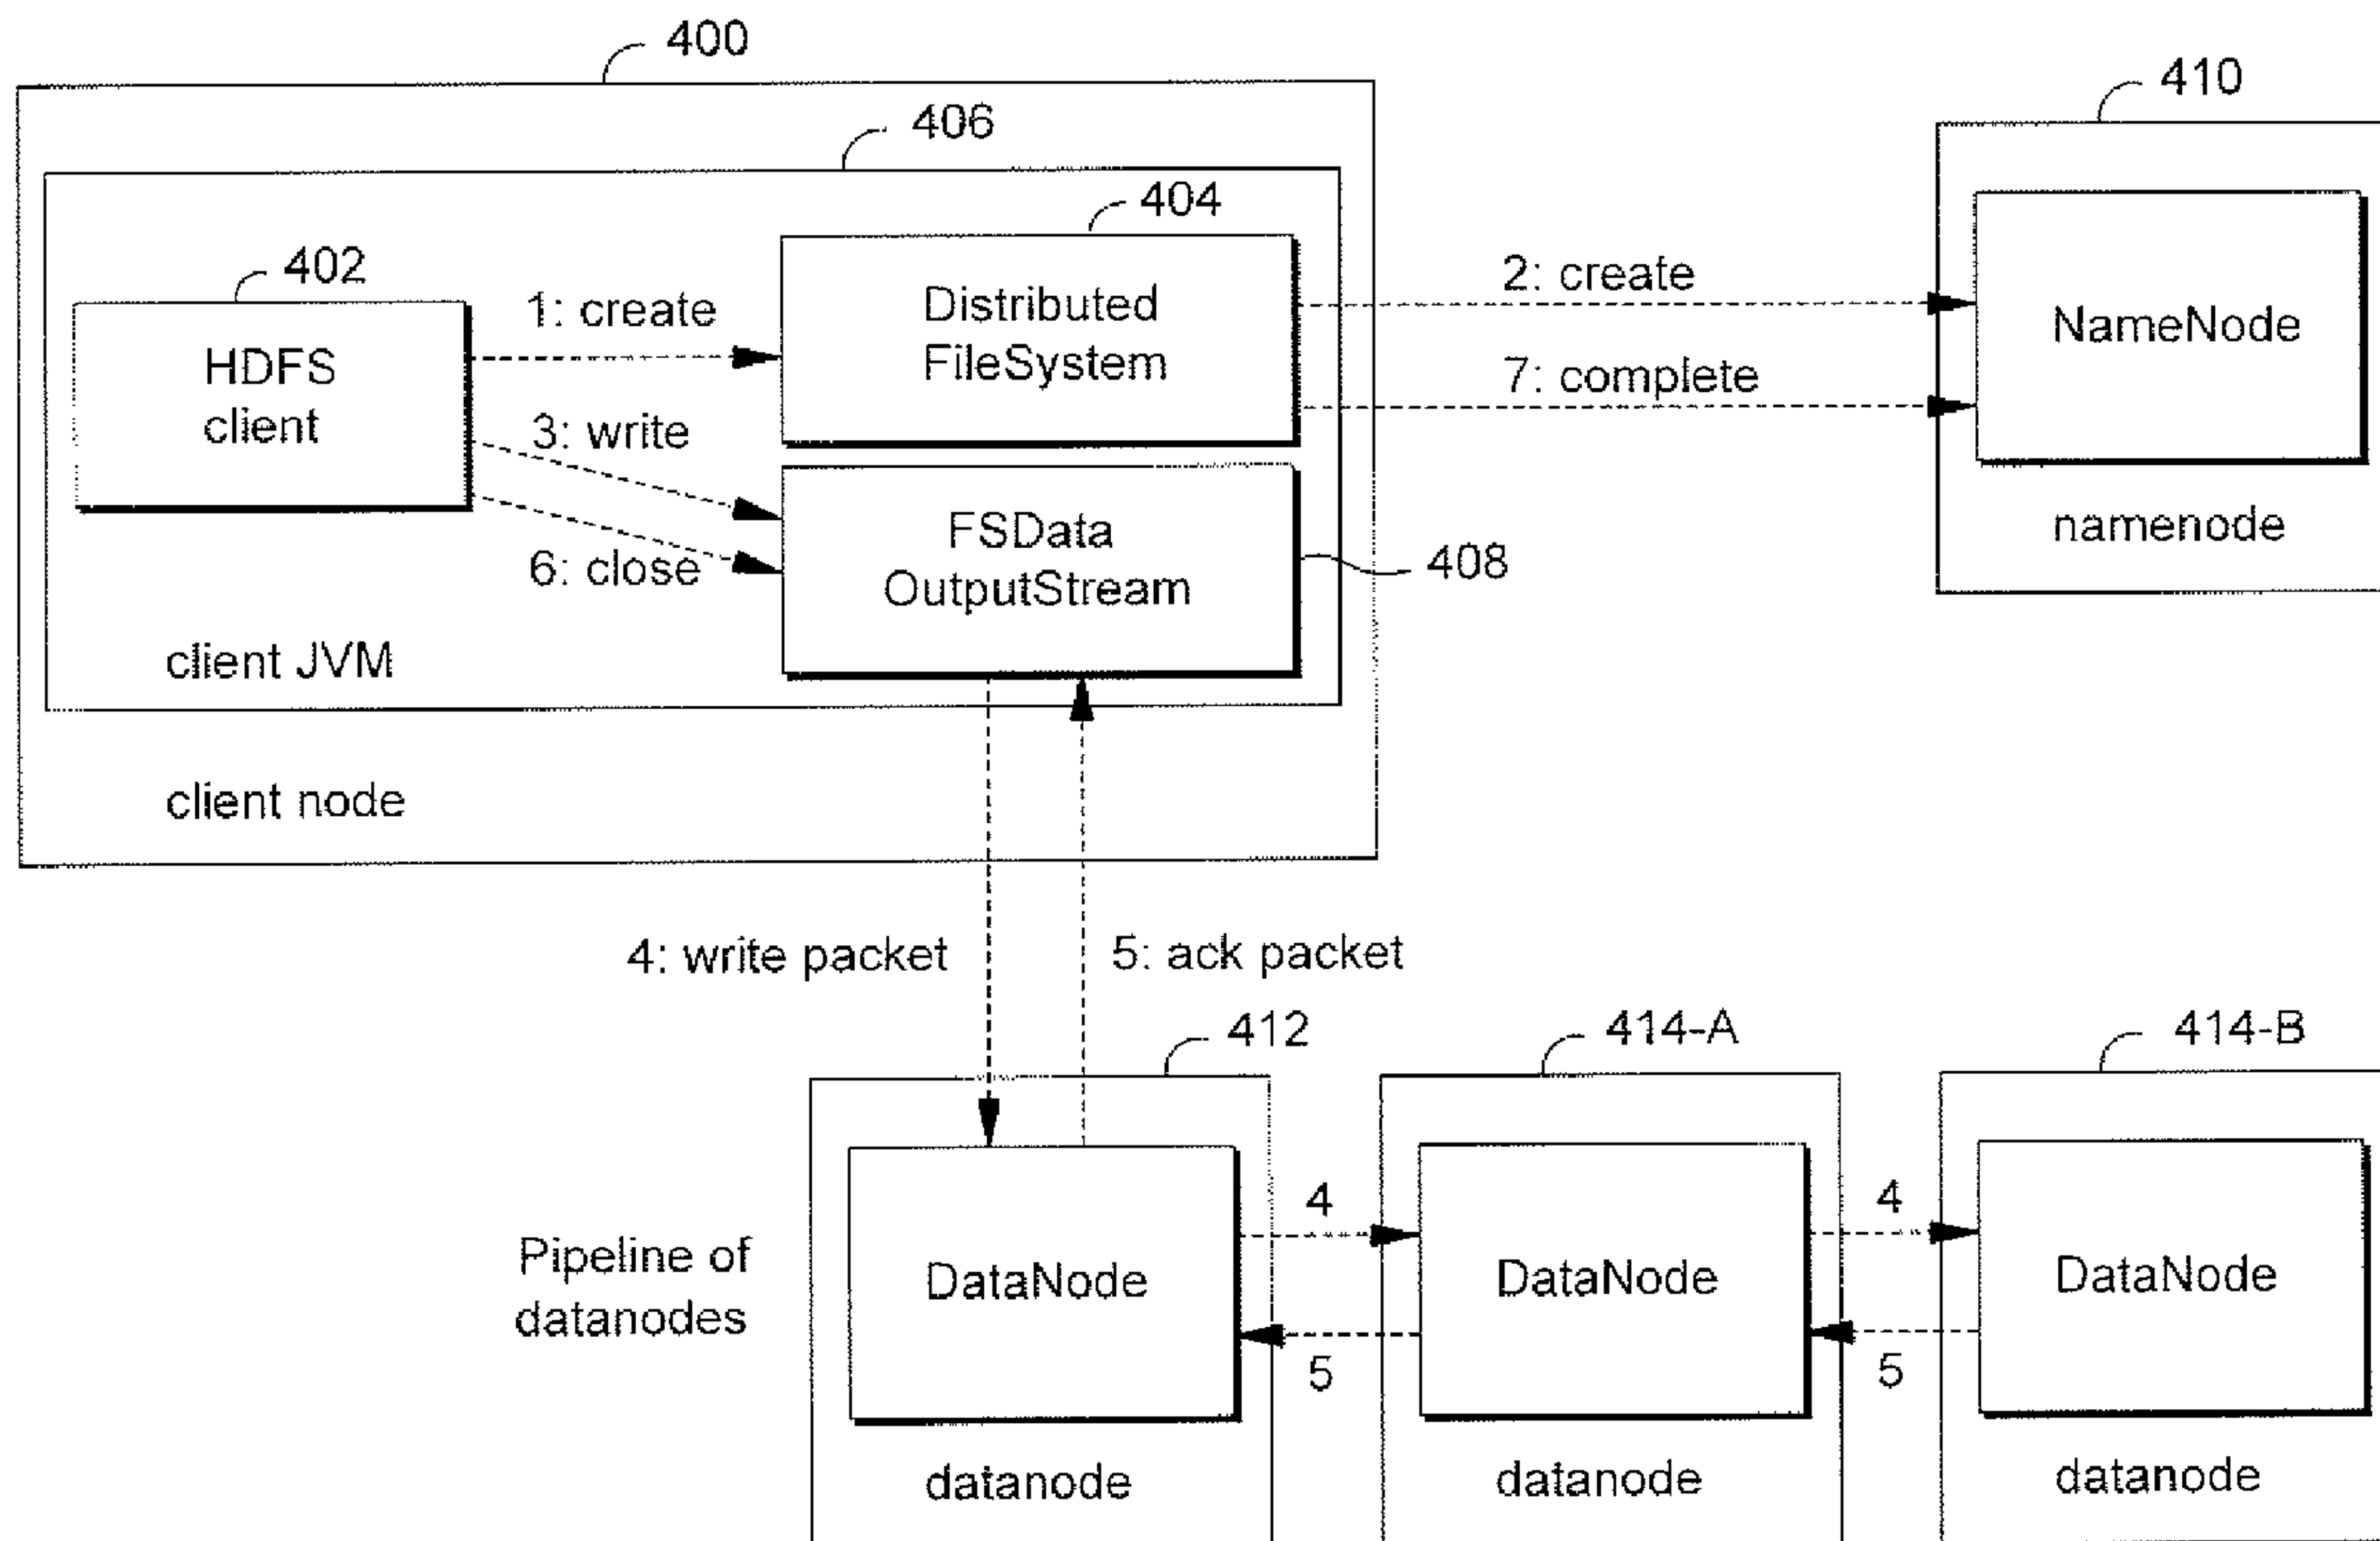 400
410
406
404
402
1: create
Distributed
FileSystem
2: create
NameNode
HDFS
client
7: complete
3: write
FSData
OutputStream
namenode
408
6: close
client JVM
client node
4: write packet
5: ack packet
412
414-A
414-B
4
4
Pipeline of
datanodes
DataNode
DataNode
DataNode
5
5
datanode
datanode
datanode